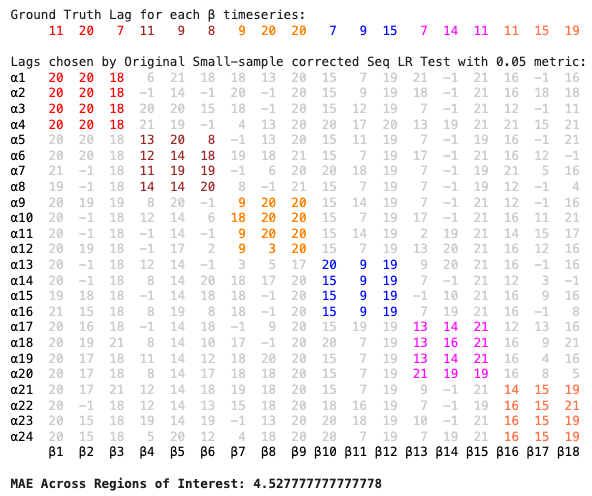 Ground Truth Lag for each β timeseries:
11 20 7 11 9 8 9 20 20 7 9 15 7 14 11 11 15 19
Lags chosen by Original Small-sample corrected Seq LR Test with 0.05 metric:
α1 20 20 18 6 21 18 18 13 20 15 7 19 21 -1 21 16 -1 16
α2 20 20 18 -1 14 -1 20 -1 20 15 9 19 18 -1 20 16 -1 18
α3 20 20 18 20 20 15 18 -1 20 15 12 19 7 -1 21 12 -1 11
α4 20 20 18 21 19 -1 4 13 20 20 17 20 13 19 21 21 15 21
α5 20 20 18 13 20 8 -1 13 20 15 11 19 7 -1 19 16 -1 21
α6 20 20 18 12 14 18 19 18 21 15 7 19 17 -1 21 16 12 -1
α7 21 -1 18 11 19 19 -1 6 20 20 18 19 7 -1 19 21 5 16
α8 19 -1 18 14 14 20 8 -1 21 15 7 19 7 -1 19 12 -1 4
α9 20 19 19 8 20 -1 9 20 20 15 14 19 7 -1 21 16 -1 21
α10 20 -1 18 12 14 6 18 20 20 15 7 19 17 -1 21 16 11 21
α11 20 -1 18 -1 14 -1 9 20 20 15 14 19 2 19 21 14 15 17
α12 20 19 18 -1 17 2 9 3 20 15 7 19 13 20 20 16 12 16
α13 20 -1 18 12 14 -1 3 5 17 20 9 19 9 20 21 16 -1 16
α14 20 -1 18 8 14 20 18 17 20 15 9 19 7 -1 21 12 3 -1
α15 19 18 18 -1 14 18 18 -1 20 15 9 19 -1 10 21 16 9 16
α16 21 15 18 8 19 8 18 -1 20 15 9 19 7 19 21 16 -1 8
α17 20 16 18 -1 14 18 -1 9 20 15 19 19 13 14 21 12 13 16
α18 20 19 21 8 14 16 17 -1 20 20 7 19 13 16 21 16 9 21
α19 20 17 18 11 14 12 18 20 20 15 7 19 13 14 21 16 4 16
α20 20 17 18 8 14 17 18 18 20 15 7 19 21 19 19 16 8 5
α21 20 17 21 12 14 18 19 18 20 15 7 19 9 -1 21 14 15 19
α22 20 -1 18 12 14 13 15 18 20 18 16 19 7 -1 19 16 15 21
α23 20 15 18 19 14 19 -1 13 20 20 18 19 10 -1 21 16 15 19
α24 20 15 18 5 20 12 4 18 20 15 7 19 7 19 21 16 15 19
β1 β2 β3 β4 β5 β6 β7 β8 β9 β10 β11 β12 β13 β14 β15 β16 β17 β18
MAE Across Regions of Interest: 4.527777777777778